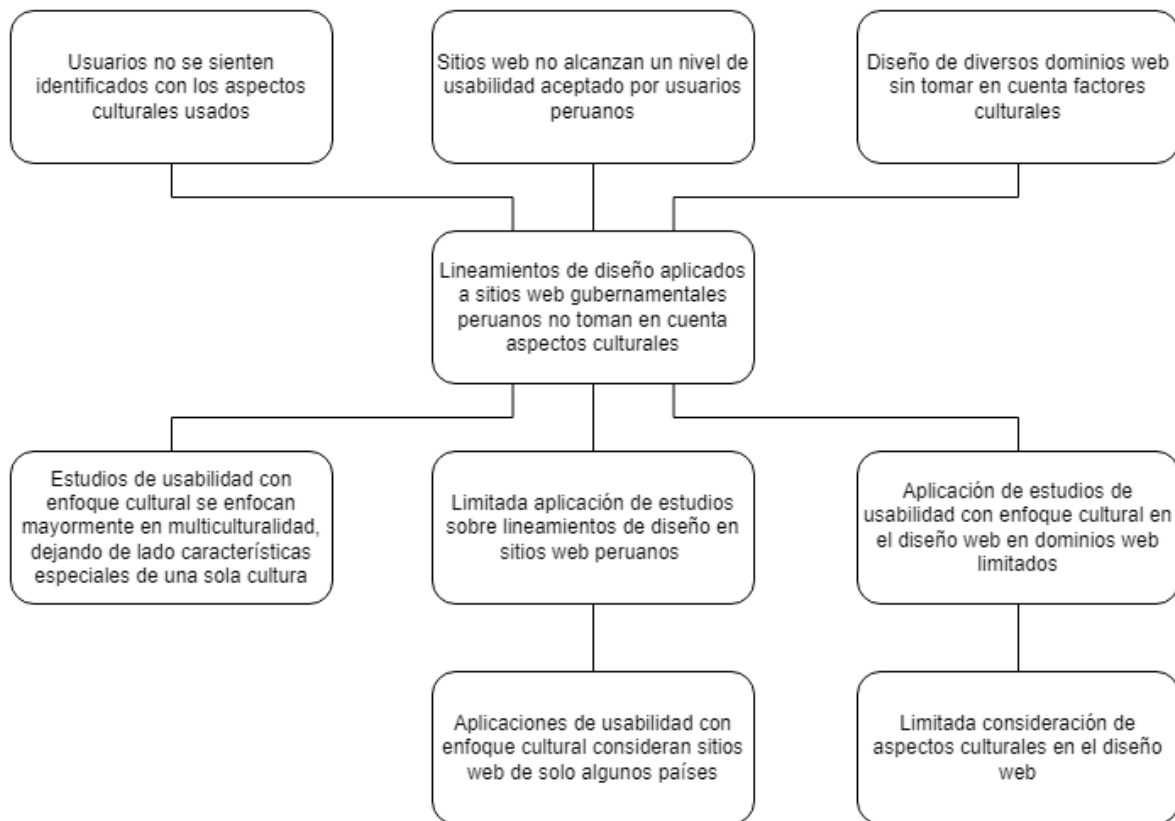 Usuarios no se sienten
identificados con los aspectos
culturales usados
Sitios web no alcanzan un nivel de
usabilidad aceptado por usuarios
peruanos
Diseño de diversos dominios web
sin tomar en cuenta factores
culturales
Lineamientos de diseño aplicados
a sitios web gubernamentales
peruanos no toman en cuenta
aspectos culturales
Estudios de usabilidad con
enfoque cultural se enfocan
mayormente en multiculturalidad,
dejando de lado características
especiales de una sola cultura
Limitada aplicación de estudios
sobre lineamientos de diseño en
sitios web peruanos
Aplicación de estudios de
usabilidad con enfoque cultural en
el diseño web en dominios web
limitados
Aplicaciones de usabilidad con
enfoque cultural consideran sitios
web de solo algunos países
Limitada consideración de
aspectos culturales en el diseño
web